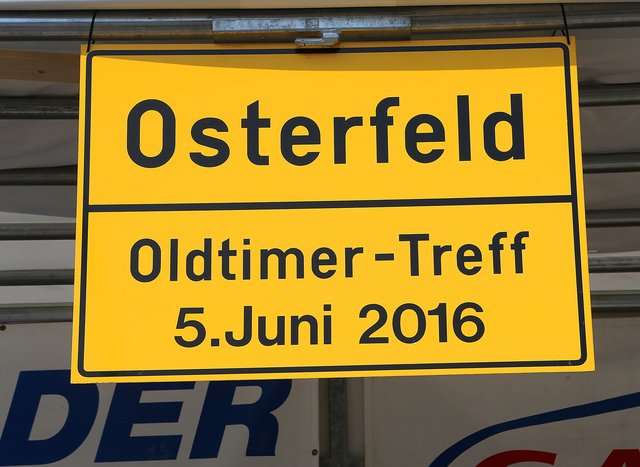 Osterfeld
Oldtimer-Treff
5.Juni 2016
DER